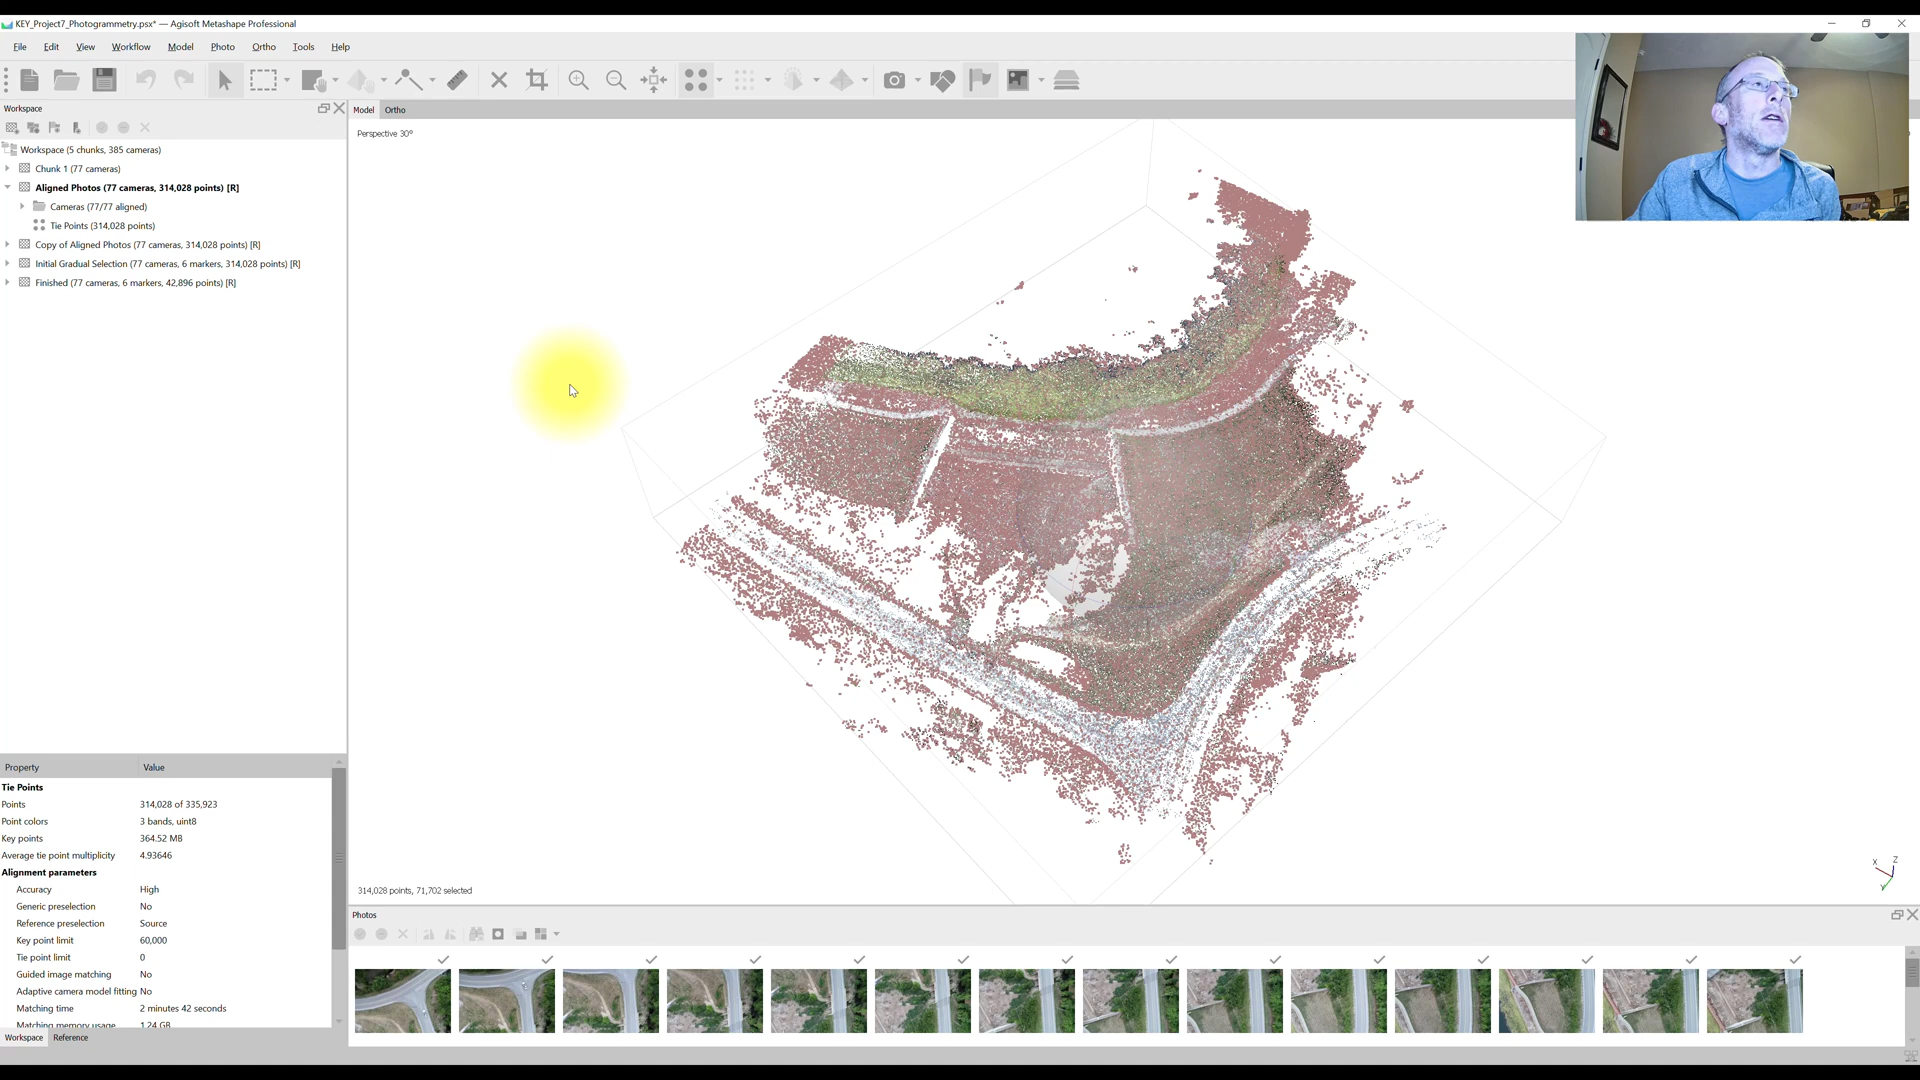 KEY_Project7_Photogrammetry.psx* — Agisoft Metashape Professional
File Edit View Workflow Model Photo Ortho Tools Help
Workspace
Model Ortho
Perspective 30°
Workspace (5 chunks, 385 cameras)
Chunk 1 (77 cameras)
Aligned Photos (77 cameras, 314,028 points) [R]
Cameras (77/77 aligned)
Tie Points (314,028 points)
Copy of Aligned Photos (77 cameras, 314,028 points) [R]
Initial Gradual Selection (77 cameras, 6 markers, 314,028 points) [R]
Finished (77 cameras, 6 markers, 42,896 points) [R]
Property Value
Tie Points
Points 314,028 of 335,923
Point colors 3 bands, uint8
Key points 364.52 MB
Average tie point multiplicity 4.93646
Alignment parameters
Accuracy High
Generic preselection No
Reference preselection Source
Key point limit 60,000
Tie point limit 0
Guided image matching No
Adaptive camera model fitting No
Matching time 2 minutes 42 seconds
Matching memory usage 1.24 GB
Workspace Reference
X Z
Y
314,028 points, 71,702 selected
Photos